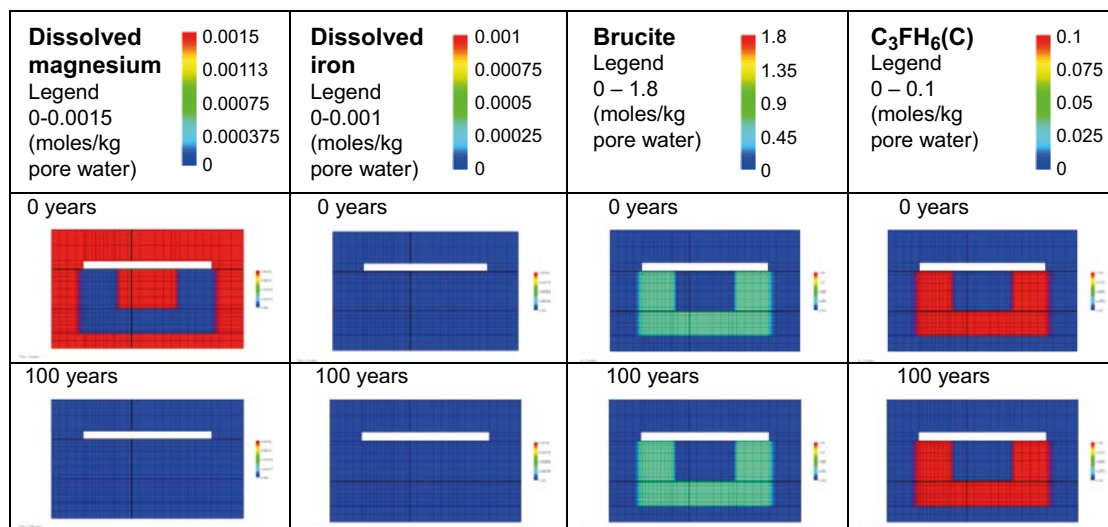 Dissolved
magnesium
Legend
0-0.0015
(moles/kg
pore water)
0.0015
0.00113
0.00075
0.000375
0
Dissolved
iron
Legend
0-0.001
(moles/kg
pore water)
0.001
0.00075
0.0005
0.00025
0
Brucite
Legend
0 – 1.8
(moles/kg
pore water)
1.8
1.35
0.9
0.45
0
C₃FH₆(C)
Legend
0 – 0.1
(moles/kg
pore water)
0.1
0.075
0.05
0.025
0
0 years
0 years
0 years
0 years
100 years
100 years
100 years
100 years